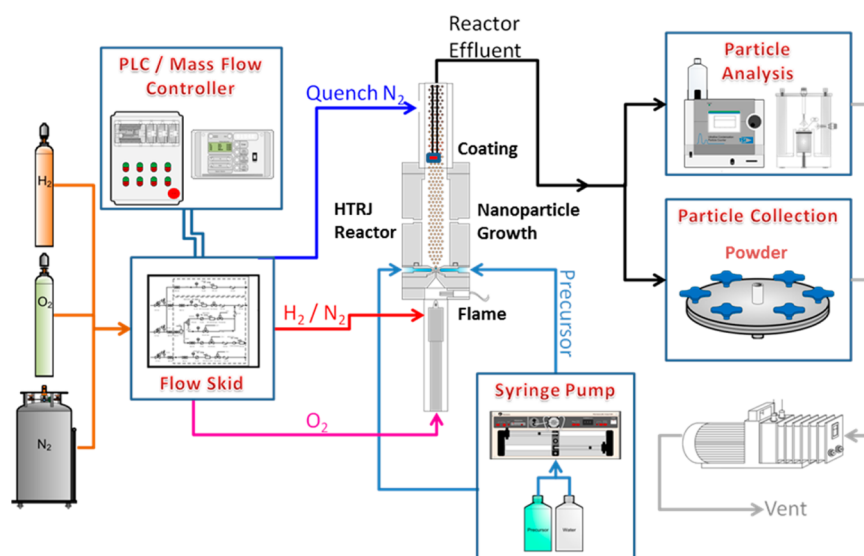 Reactor
Effluent
PLC / Mass Flow
Controller
Particle
Analysis
Quench N₂
H₂
Coating
HTRJ
Reactor
Nanoparticle
Growth
Particle Collection
Powder
O₂
Precursor
H₂ / N₂
Flame
Flow Skid
Syringe Pump
O₂
N₂
Precursor
Water
Vent